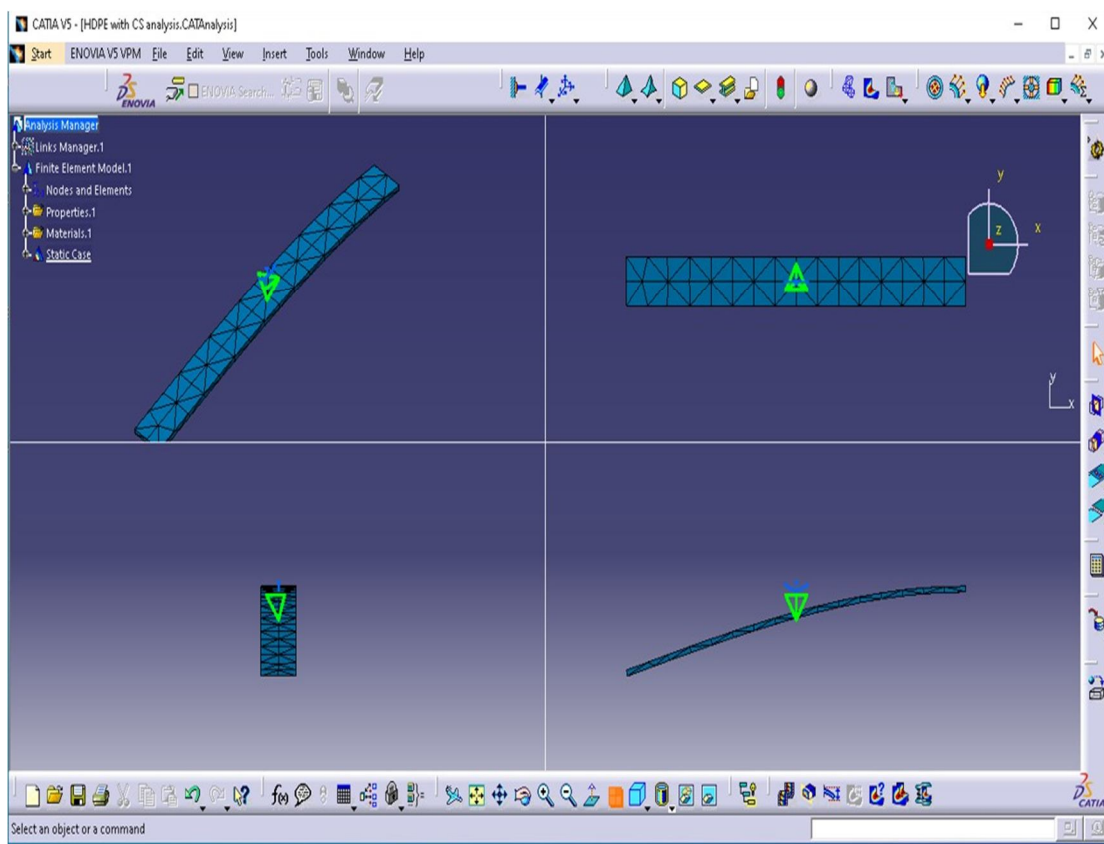 CATIA V5 - [HDPE with CS analysis.CATAnalysis]
Start ENOVIA V5 VPM File Edit View Insert Tools Window Help
DS ENOVIA ENOVIA Search...
Analysis Manager
Links Manager.1
Finite Element Model.1
Nodes and Elements
Properties.1
Materials.1
Static Case
y
z x
y
x
f(x)
DS CATIA
Select an object or a command